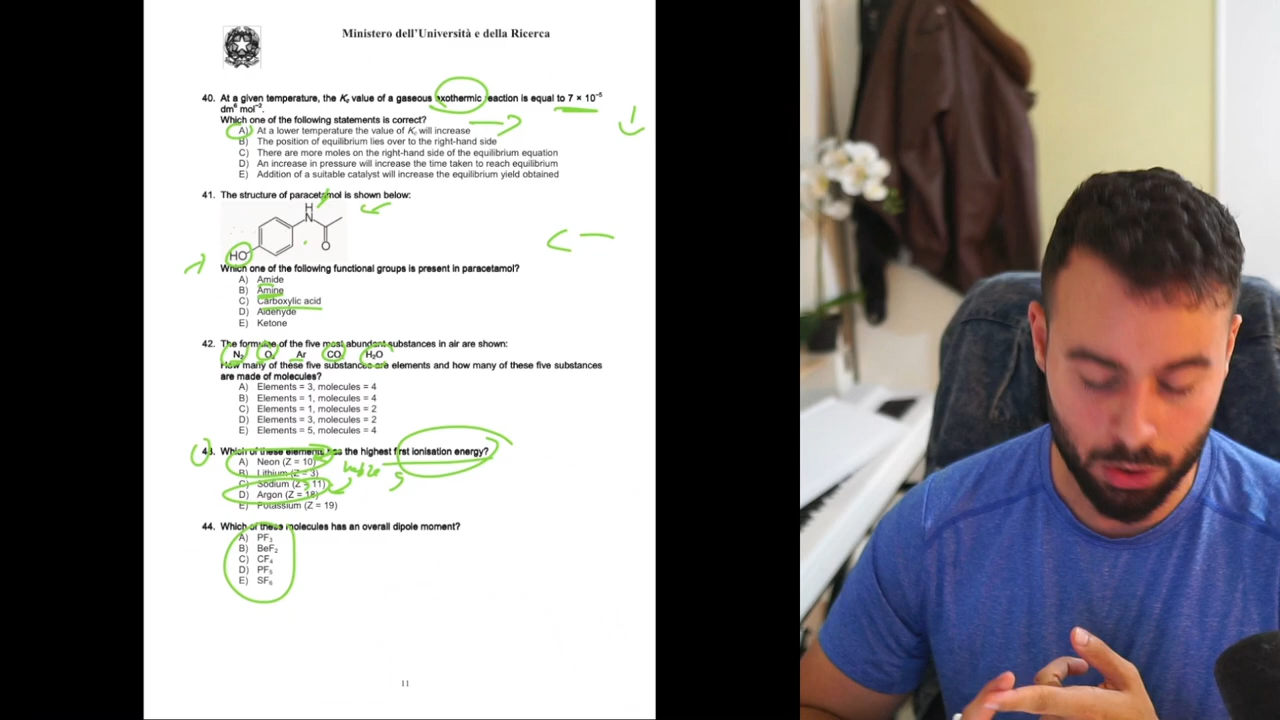 Ministero dell'Università e della Ricerca
40. At a given temperature, the Kc value of a gaseous exothermic reaction is equal to 7 × 10⁻⁵
dm⁶ mol⁻².
Which one of the following statements is correct?
A) At a lower temperature the value of Kc will increase
B) The position of equilibrium lies over to the right-hand side
C) There are more moles on the right-hand side of the equilibrium equation
D) An increase in pressure will increase the time taken to reach equilibrium
E) Addition of a suitable catalyst will increase the equilibrium yield obtained
41. The structure of paracetamol is shown below:
H
N
O
HO
Which one of the following functional groups is present in paracetamol?
A) Amide
B) Amine
C) Carboxylic acid
D) Aldehyde
E) Ketone
42. The formulae of the five most abundant substances in air are shown:
N₂ O₂ Ar CO₂ H₂O
How many of these five substances are elements and how many of these five substances
are made of molecules?
A) Elements = 3, molecules = 4
B) Elements = 1, molecules = 4
C) Elements = 1, molecules = 2
D) Elements = 3, molecules = 2
E) Elements = 5, molecules = 4
43. Which of these elements has the highest first ionisation energy?
A) Neon (Z = 10)
B) Lithium (Z = 3)
C) Sodium (Z = 11)
D) Argon (Z = 18)
E) Potassium (Z = 19)
44. Which of these molecules has an overall dipole moment?
A) PF₃
B) BeF₂
C) CF₄
D) PF₅
E) SF₆
11